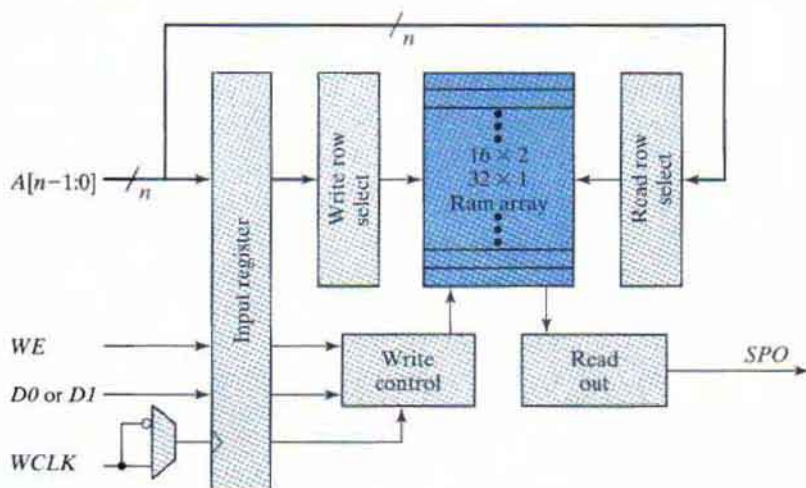 n
A[n−1:0]
n
Input register
Write row
select
16 × 2
32 × 1
Ram array
Read row
select
WE
D0 or D1
WCLK
Write
control
Read
out
SPO